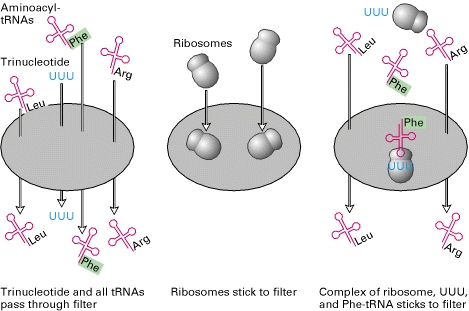 Aminoacyl-
tRNAs
Phe
Trinucleotide
UUU
Arg
Leu
UUU
Leu
Phe
Arg
Trinucleotide and all tRNAs
pass through filter
Ribosomes
Ribosomes stick to filter
UUU
Leu
Arg
Phe
Phe
UUU
Leu
Arg
Complex of ribosome, UUU,
and Phe-tRNA sticks to filter